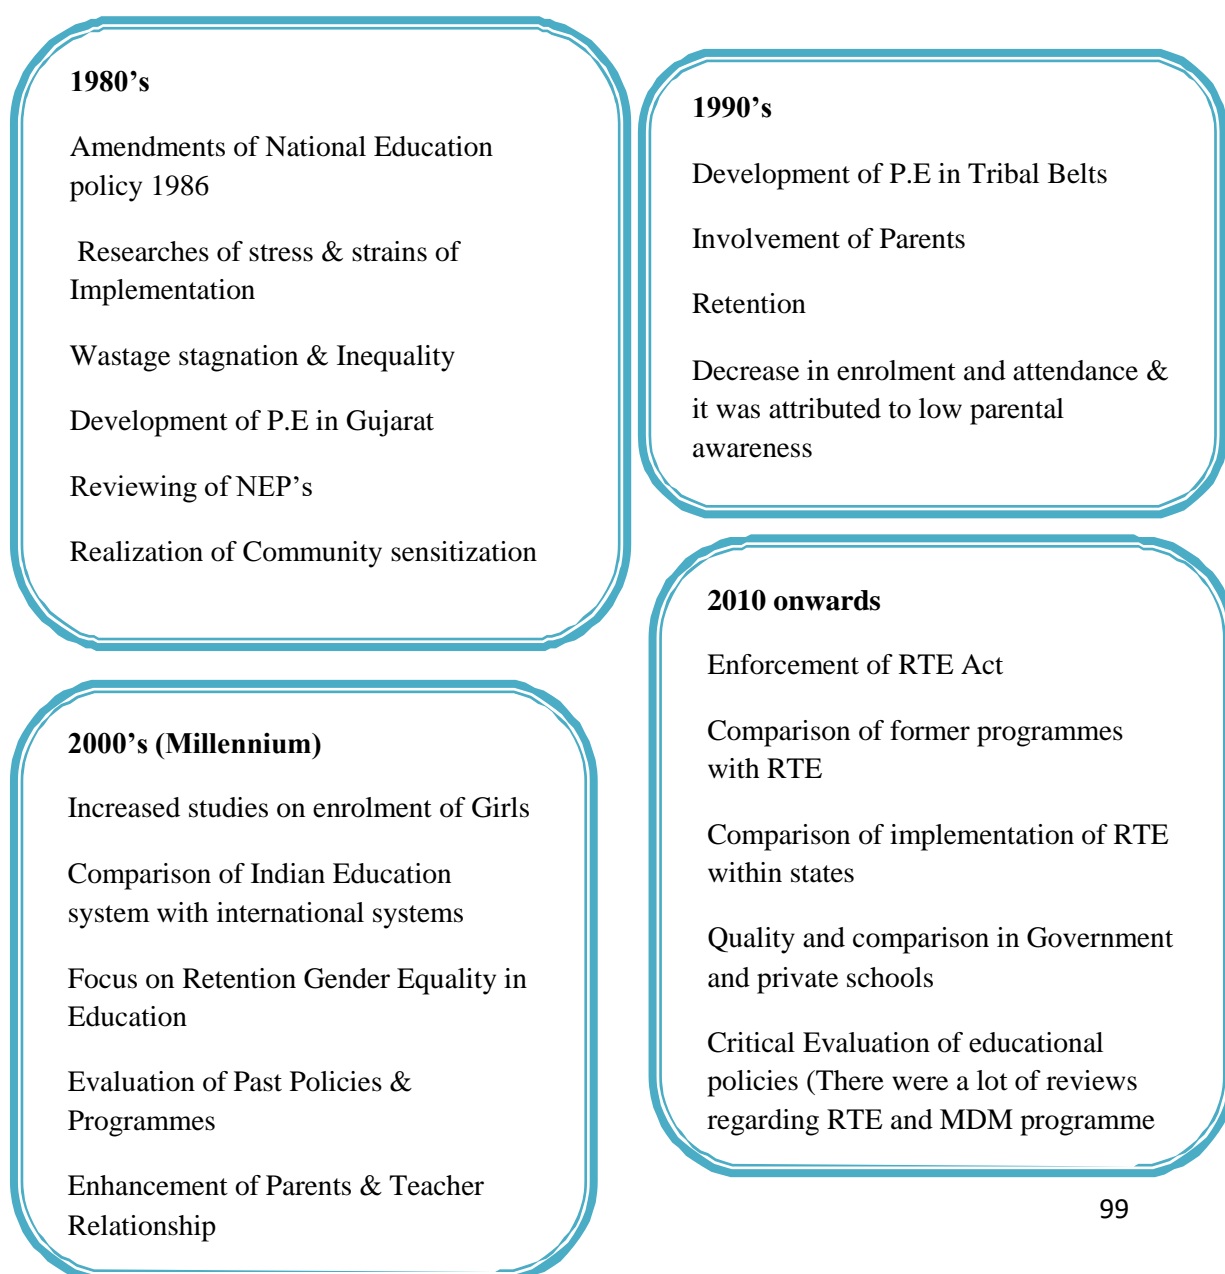 1980’s
Amendments of National Education
policy 1986
Researches of stress & strains of
Implementation
Wastage stagnation & Inequality
Development of P.E in Gujarat
Reviewing of NEP’s
Realization of Community sensitization
1990’s
Development of P.E in Tribal Belts
Involvement of Parents
Retention
Decrease in enrolment and attendance &
it was attributed to low parental
awareness
2000’s (Millennium)
Increased studies on enrolment of Girls
Comparison of Indian Education
system with international systems
Focus on Retention Gender Equality in
Education
Evaluation of Past Policies &
Programmes
Enhancement of Parents & Teacher
Relationship
2010 onwards
Enforcement of RTE Act
Comparison of former programmes
with RTE
Comparison of implementation of RTE
within states
Quality and comparison in Government
and private schools
Critical Evaluation of educational
policies (There were a lot of reviews
regarding RTE and MDM programme
99